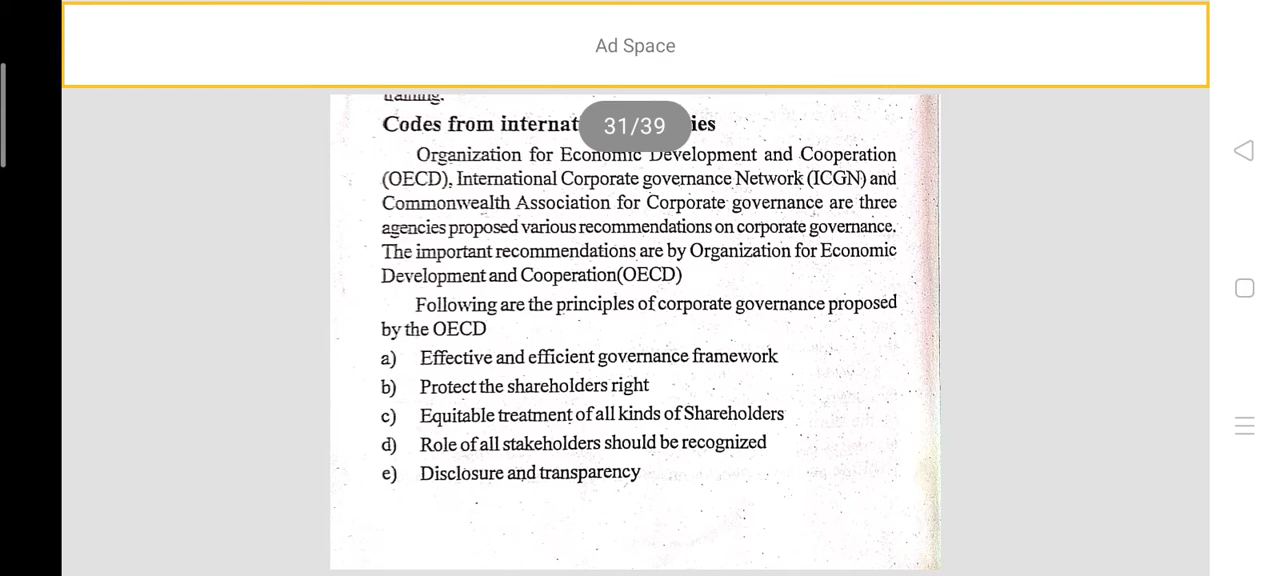 Ad Space
31/39
Codes from internat ies
Organization for Economic Development and Cooperation
(OECD), International Corporate governance Network (ICGN) and
Commonwealth Association for Corporate governance are three
agencies proposed various recommendations on corporate governance.
The important recommendations are by Organization for Economic
Development and Cooperation(OECD)
Following are the principles of corporate governance proposed
by the OECD
a) Effective and efficient governance framework
b) Protect the shareholders right
c) Equitable treatment of all kinds of Shareholders
d) Role of all stakeholders should be recognized
e) Disclosure and transparency